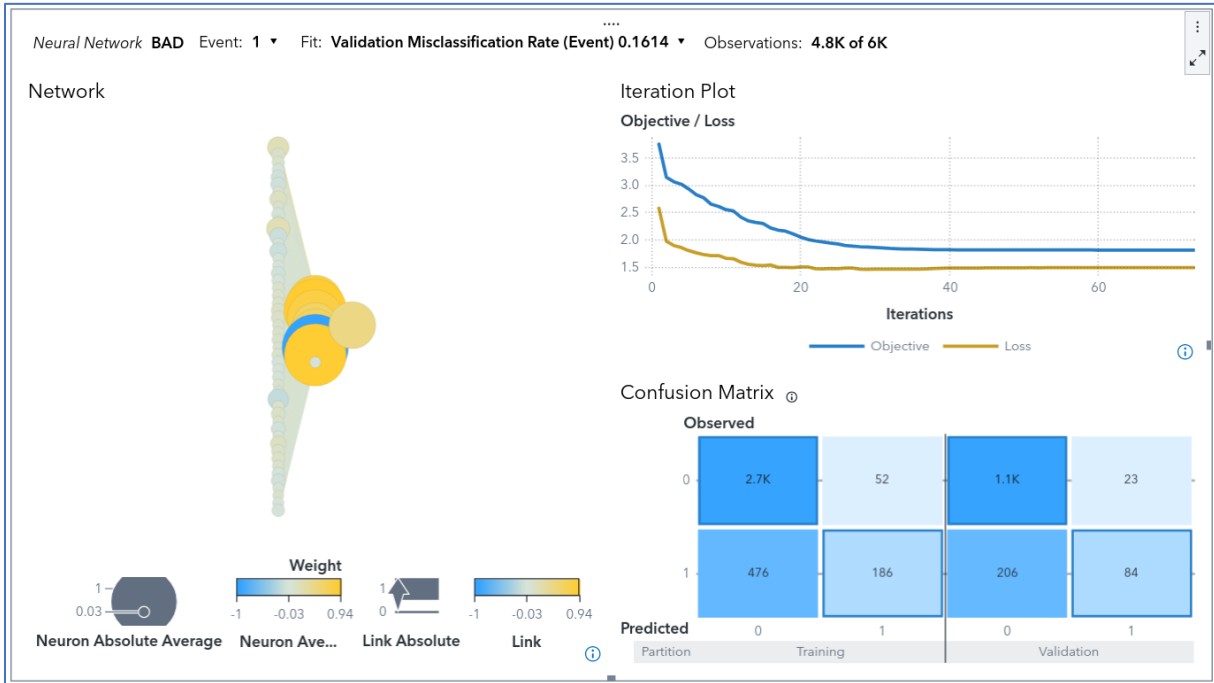 Neural Network BAD Event: 1 ▼ Fit: Validation Misclassification Rate (Event) 0.1614 ▼ Observations: 4.8K of 6K
Network
Iteration Plot
Objective / Loss
3.5
3.0
2.5
2.0
1.5
0 20 40 60
Iterations
Objective Loss
Confusion Matrix
Observed
0 2.7K 52 1.1K 23
1 476 186 206 84
Predicted 0 1 0 1
Partition Training Validation
Weight
1
0.03
-1 -0.03 0.94
1
0
-1 -0.03 0.94
Neuron Absolute Average Neuron Ave... Link Absolute Link